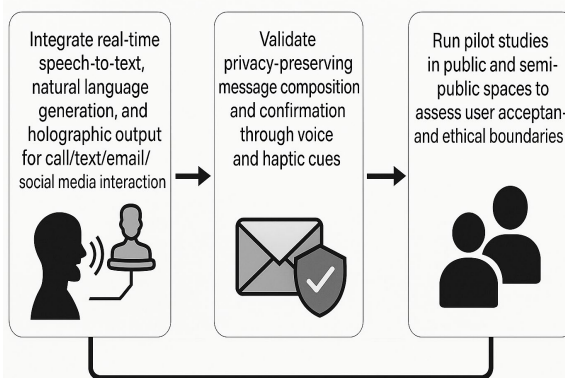 Integrate real-time
speech-to-text,
natural language
generation, and
holographic output
for call/text/email/
social media interaction
Validate
privacy-preserving
message composition
and confirmation
through voice
and haptic cues
Run pilot studies
in public and semi-
public spaces to
assess user acceptan-
and ethical boundaries